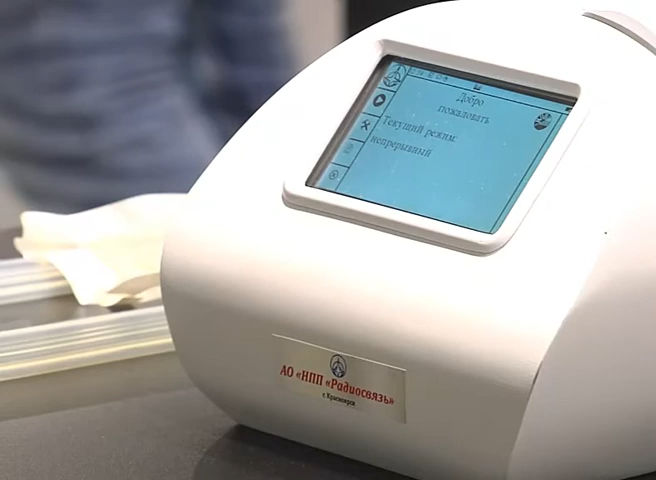 Добро
пожаловать
Текущий режим:
непрерывный
АО «НПП «Радиосвязь»
г. Красноярск